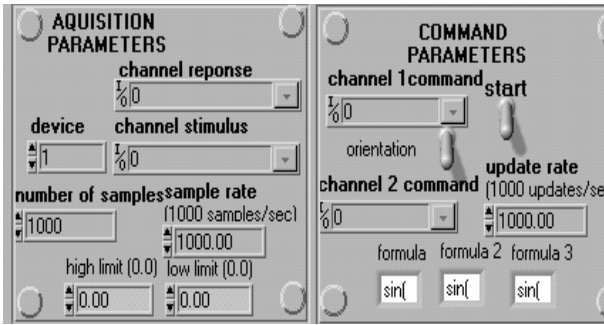 AQUISITION
PARAMETERS
channel reponse
I/O 0
device
channel stimulus
1
I/O 0
number of samples
sample rate
(1000 samples/sec)
1000
1000.00
high limit (0.0)
low limit (0.0)
0.00
0.00
COMMAND
PARAMETERS
channel 1command
start
I/O 0
orientation
channel 2 command
update rate
(1000 updates/se
I/O 0
1000.00
formula
formula 2
formula 3
sin(
sin(
sin(